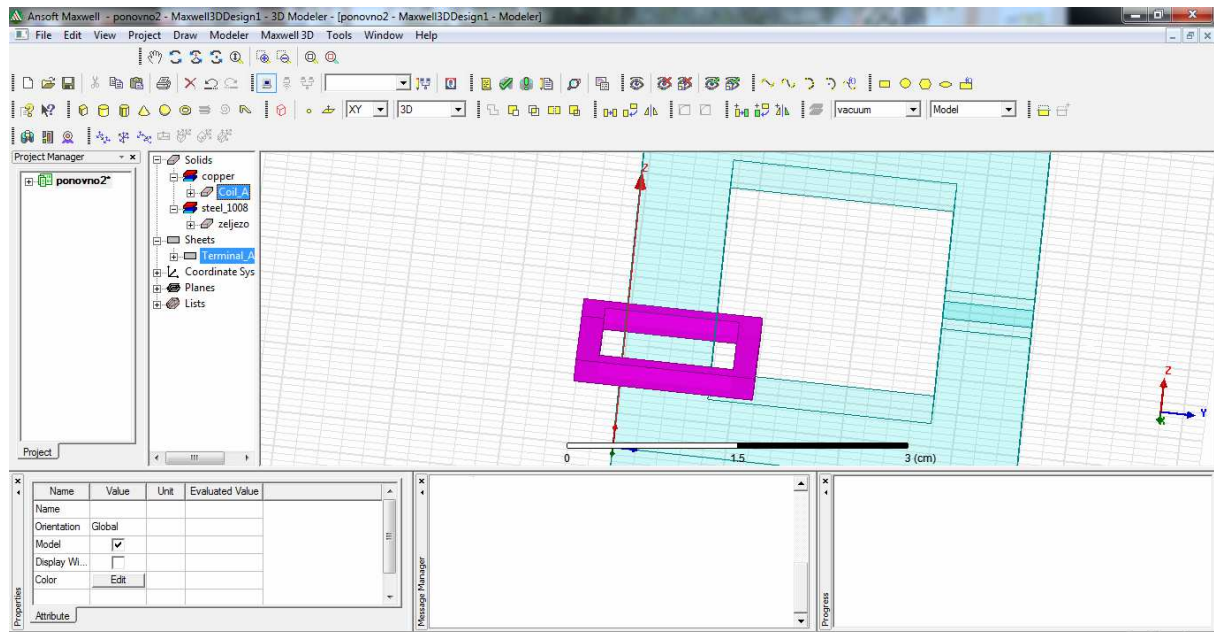 Ansoft Maxwell - ponovno2 - Maxwell3DDesign1 - 3D Modeler - [ponovno2 - Maxwell3DDesign1 - Modeler]
File Edit View Project Draw Modeler Maxwell 3D Tools Window Help
XY 3D vacuum Model
Project Manager
ponovno2*
Project
Solids
copper
Coil_A
steel_1008
zeljezo
Sheets
Terminal_A
Coordinate Sys
Planes
Lists
Z
0 1.5 3 (cm)
Z
Y
Name Value Unit Evaluated Value
Name
Orientation Global
Model
Display Wi...
Color Edit
Attribute
Properties
Message Manager
Progress